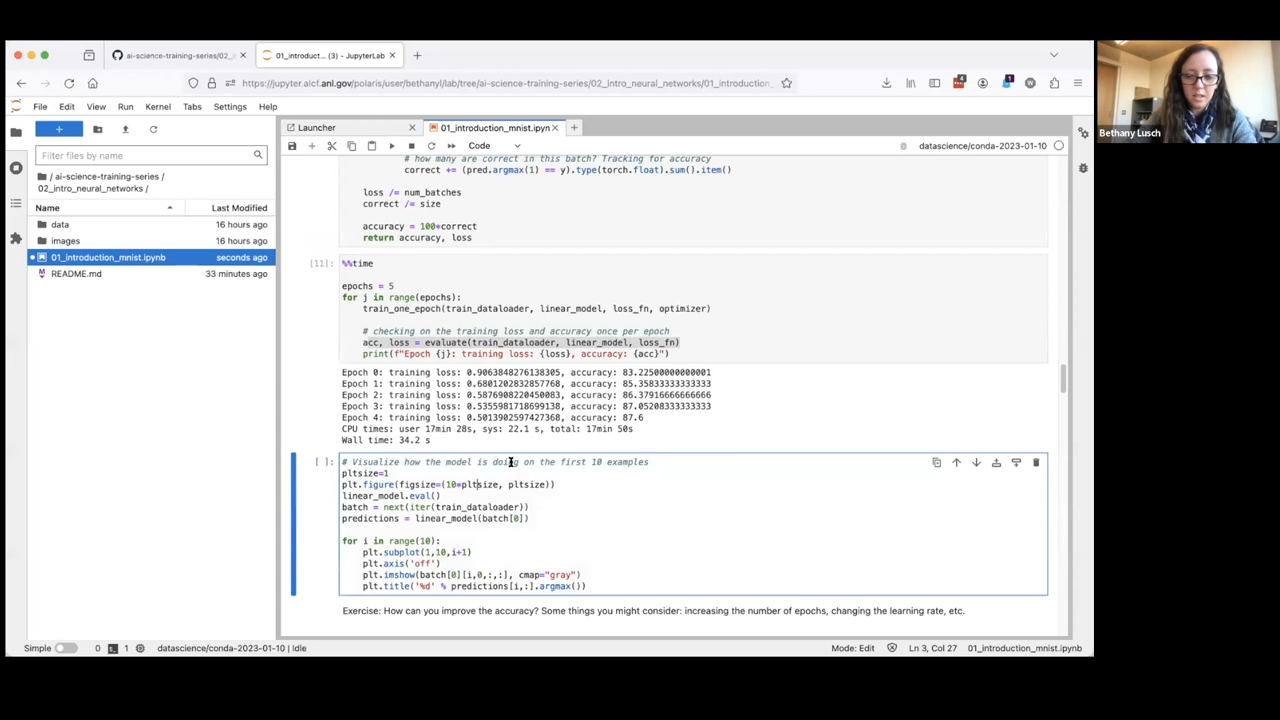 ai-science-training-series/02_
01_introduct... (3) - JupyterLab
https://jupyter.alcf.anl.gov/polaris/user/bethanyl/lab/tree/ai-science-training-series/02_intro_neural_networks/01_introduction_
4
1
File Edit View Run Kernel Tabs Settings Help
Launcher
01_introduction_mnist.ipyn
Code
datascience/conda-2023-01-10
Filter files by name
/ ai-science-training-series /
02_intro_neural_networks /
Name Last Modified
data 16 hours ago
images 16 hours ago
01_introduction_mnist.ipynb seconds ago
README.md 33 minutes ago
# how many are correct in this batch? Tracking for accuracy
correct += (pred.argmax(1) == y).type(torch.float).sum().item()
loss /= num_batches
correct /= size
accuracy = 100*correct
return accuracy, loss
[11]: %%time
epochs = 5
for j in range(epochs):
train_one_epoch(train_dataloader, linear_model, loss_fn, optimizer)
# checking on the training loss and accuracy once per epoch
acc, loss = evaluate(train_dataloader, linear_model, loss_fn)
print(f"Epoch {j}: training loss: {loss}, accuracy: {acc}")
Epoch 0: training loss: 0.9063848276138305, accuracy: 83.22500000000001
Epoch 1: training loss: 0.6801202832857768, accuracy: 85.35833333333333
Epoch 2: training loss: 0.5876908220450083, accuracy: 86.37916666666666
Epoch 3: training loss: 0.5355981718699138, accuracy: 87.05208333333333
Epoch 4: training loss: 0.5013902597427368, accuracy: 87.6
CPU times: user 17min 28s, sys: 22.1 s, total: 17min 50s
Wall time: 34.2 s
[ ]: # Visualize how the model is doing on the first 10 examples
pltsize=1
plt.figure(figsize=(10*pltsize, pltsize))
linear_model.eval()
batch = next(iter(train_dataloader))
predictions = linear_model(batch[0])
for i in range(10):
plt.subplot(1,10,i+1)
plt.axis('off')
plt.imshow(batch[0][i,0,:,:], cmap="gray")
plt.title('%d' % predictions[i,:].argmax())
Exercise: How can you improve the accuracy? Some things you might consider: increasing the number of epochs, changing the learning rate, etc.
Simple 0 1 datascience/conda-2023-01-10 | Idle
Mode: Edit Ln 3, Col 27 01_introduction_mnist.ipynb
Bethany Lusch